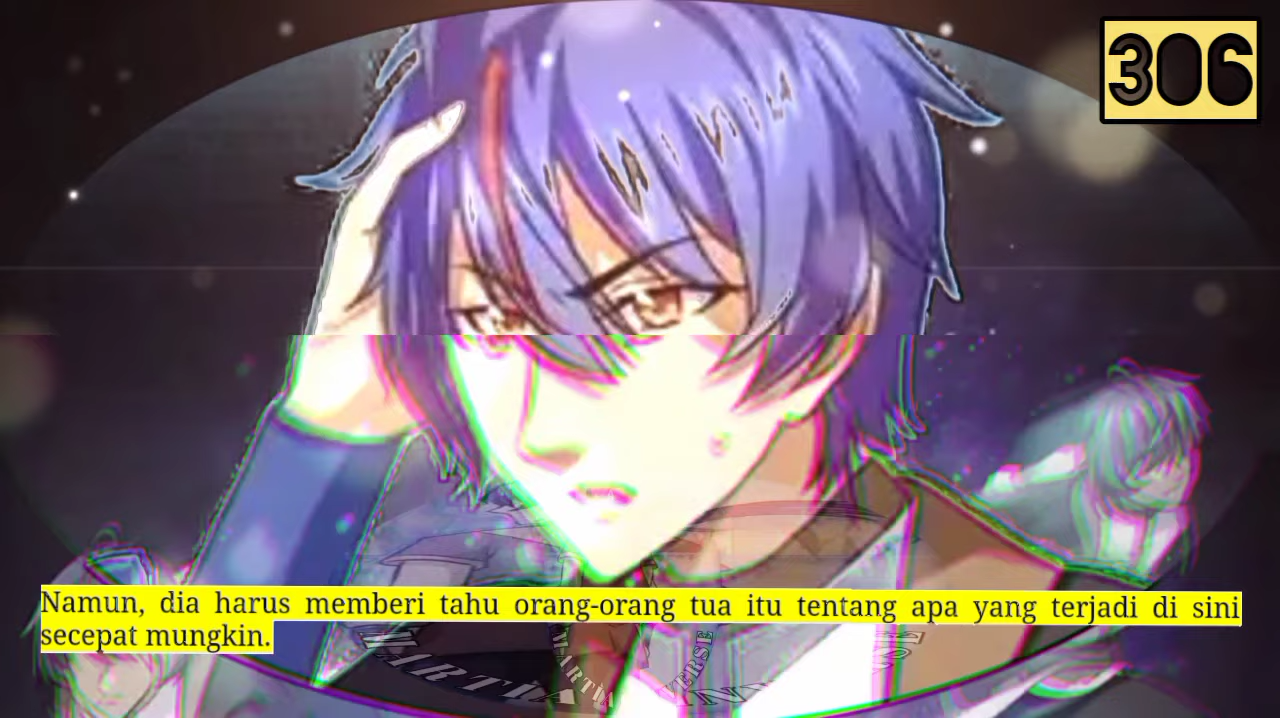 306
Namun, dia harus memberi tahu orang-orang tua itu tentang apa yang terjadi di sini
secepat mungkin.